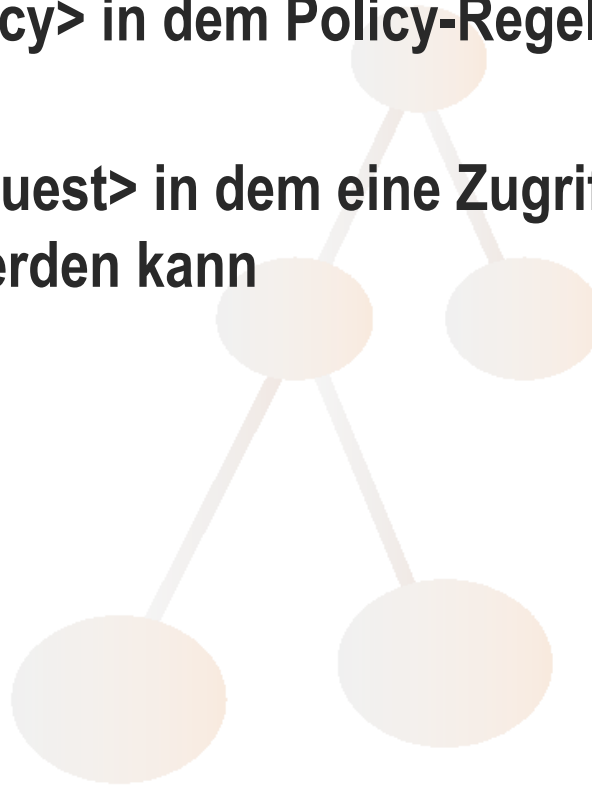 cy> in dem Policy-Regel
uest> in dem eine Zugrif
erden kann